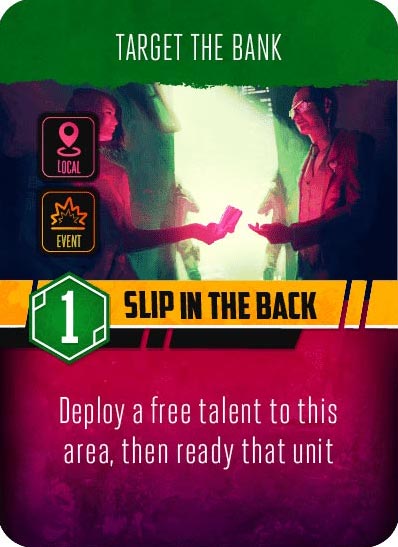 TARGET THE BANK
LOCAL
EVENT
1
SLIP IN THE BACK
Deploy a free talent to this
area, then ready that unit